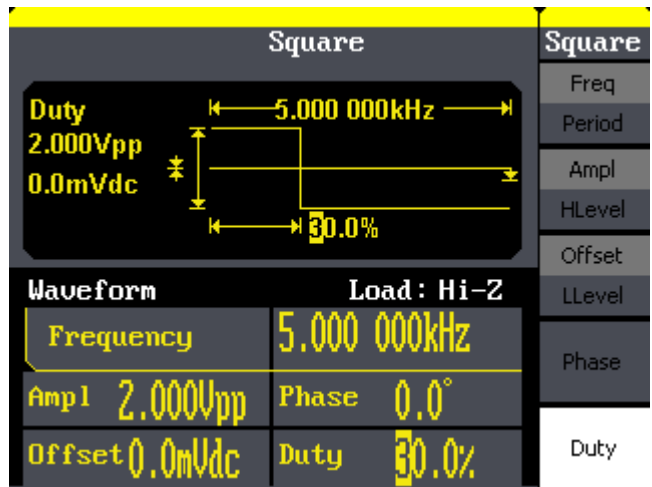 Square
Duty
5.000 000kHz
2.000Vpp
0.0mVdc
30.0%
Waveform Load: Hi-Z
Frequency 5.000 000kHz
Ampl 2.000Vpp Phase 0.0°
Offset 0.0mVdc Duty 30.0%
Square
Freq
Period
Ampl
HLevel
Offset
LLevel
Phase
Duty